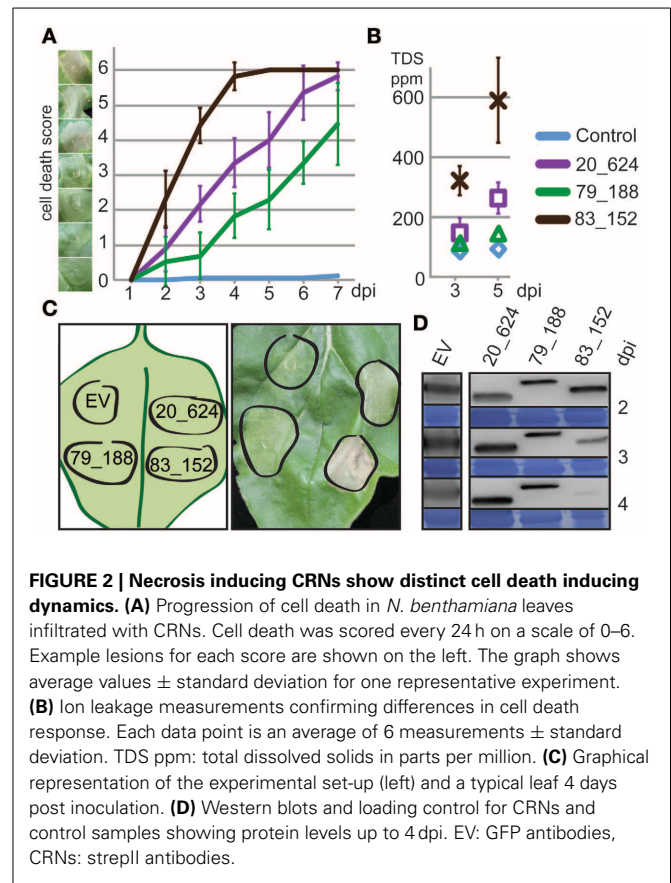 A
B
cell death score
6
5
4
3
2
1
0
1 2 3 4 5 6 7 dpi
TDS
ppm
600
400
200
0
3 5 dpi
Control
20_624
79_188
83_152
C
EV
20_624
79_188
83_152
D
EV 20_624 79_188 83_152 dpi
2
3
4
FIGURE 2 | Necrosis inducing CRNs show distinct cell death inducing
dynamics. (A) Progression of cell death in N. benthamiana leaves
infiltrated with CRNs. Cell death was scored every 24 h on a scale of 0–6.
Example lesions for each score are shown on the left. The graph shows
average values ± standard deviation for one representative experiment.
(B) Ion leakage measurements confirming differences in cell death
response. Each data point is an average of 6 measurements ± standard
deviation. TDS ppm: total dissolved solids in parts per million. (C) Graphical
representation of the experimental set-up (left) and a typical leaf 4 days
post inoculation. (D) Western blots and loading control for CRNs and
control samples showing protein levels up to 4 dpi. EV: GFP antibodies,
CRNs: strepII antibodies.